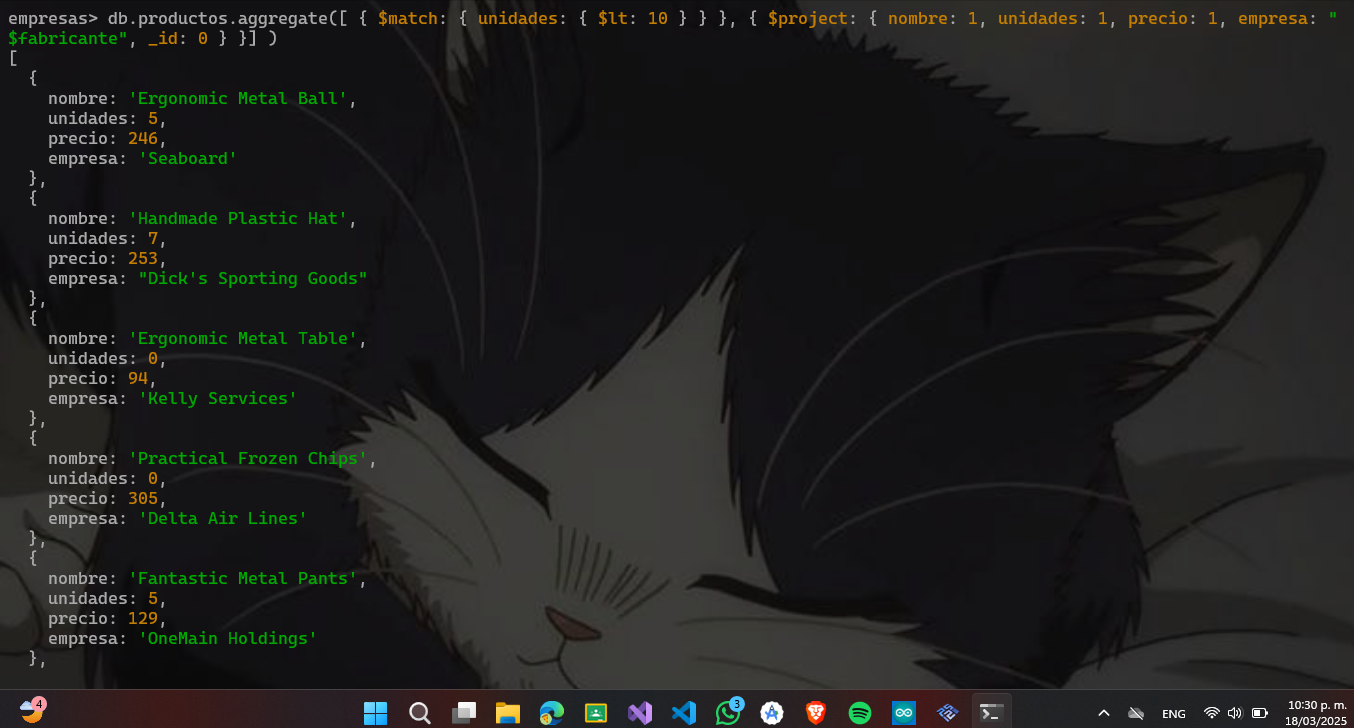 empresas> db.productos.aggregate([ { $match: { unidades: { $lt: 10 } } }, { $project: { nombre: 1, unidades: 1, precio: 1, empresa: "
$fabricante", _id: 0 } }] )
[
  {
    nombre: 'Ergonomic Metal Ball',
    unidades: 5,
    precio: 246,
    empresa: 'Seaboard'
  },
  {
    nombre: 'Handmade Plastic Hat',
    unidades: 7,
    precio: 253,
    empresa: "Dick's Sporting Goods"
  },
  {
    nombre: 'Ergonomic Metal Table',
    unidades: 0,
    precio: 94,
    empresa: 'Kelly Services'
  },
  {
    nombre: 'Practical Frozen Chips',
    unidades: 0,
    precio: 305,
    empresa: 'Delta Air Lines'
  },
  {
    nombre: 'Fantastic Metal Pants',
    unidades: 5,
    precio: 129,
    empresa: 'OneMain Holdings'
  },
4
3
ENG
10:30 p. m.
18/03/2025